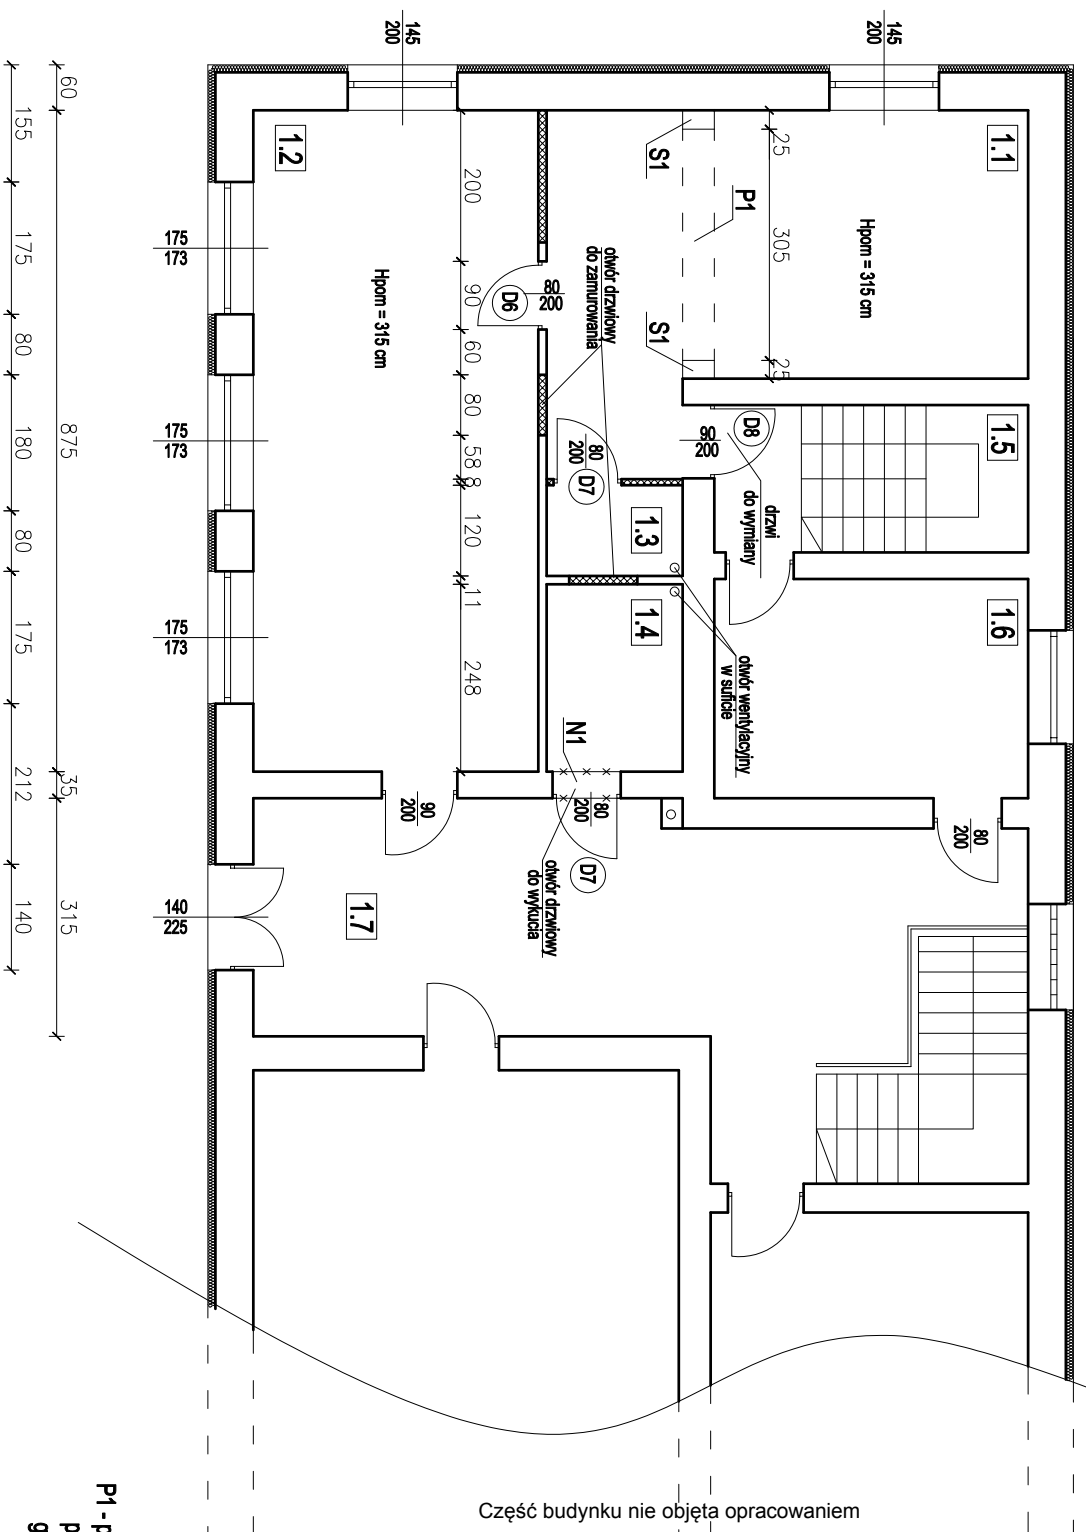 145
200
145
200
60
155
175
80
180
80
175
212
140
875
35
315
1.2
1.1
S1
P1
S1
25
305
25
Hpom = 315 cm
Hpom = 315 cm
200
90
60
80
58
8
120
11
248
otwór drzwiowy
do zamurowania
D6
80
200
1.5
D8
90
200
drzwi
do wymiany
80
200
D7
1.3
1.4
1.6
otwór wentylacyjny
w suficie
N1
80
200
D7
otwór drzwiowy
do wykucia
90
200
80
200
1.7
175
173
175
173
175
173
140
225
Część budynku nie objęta opracowaniem
P1 - p
p
g